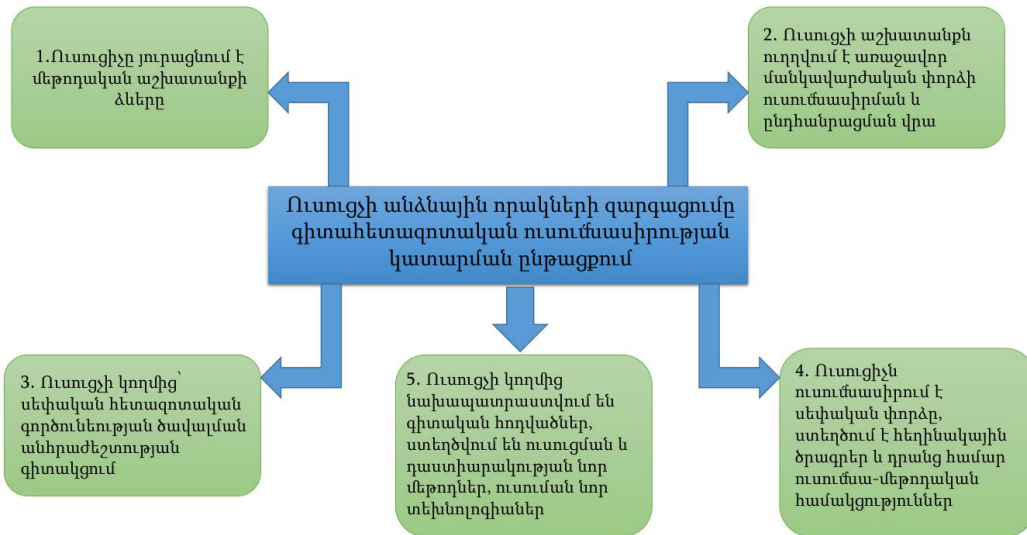 1.Ուսուցիչը յուրացնում է
մեթոդական աշխատանքի
ձևերը
2. Ուսուցչի աշխատանքն
ուղղվում է առաջավոր
մանկավարժական փորձի
ուսումնասիրման և
ընդհանրացման վրա
Ուսուցչի անձնային որակների զարգացումը
գիտահետազոտական ուսումնասիրության
կատարման ընթացքում
3. Ուսուցչի կողմից՝
սեփական հետազոտական
գործունեության ծավալման
անհրաժեշտության
գիտակցում
5. Ուսուցչի կողմից
նախապատրաստվում են
գիտական հոդվածներ,
ստեղծվում են ուսուցման և
դաստիարակության նոր
մեթոդներ, ուսուման նոր
տեխնոլոգիաներ
4. Ուսուցիչն
ուսումնասիրում է
սեփական փորձը,
ստեղծում է հեղինակային
ծրագրեր և դրանց համար
ուսումնա-մեթոդական
համակցություններ